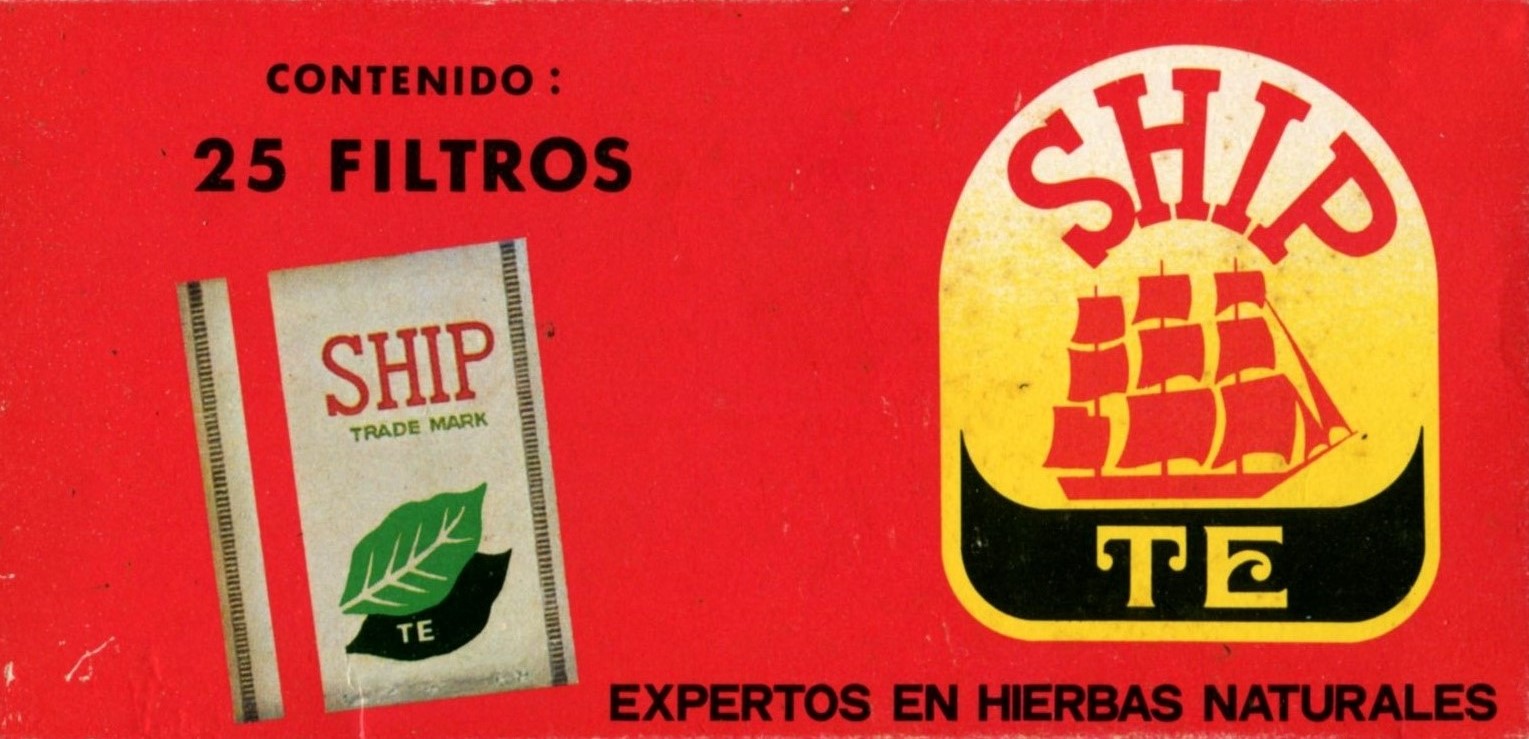 CONTENIDO :
25 FILTROS
SHIP
TRADE MARK
TE
SHIP
TE
EXPERTOS EN HIERBAS NATURALES